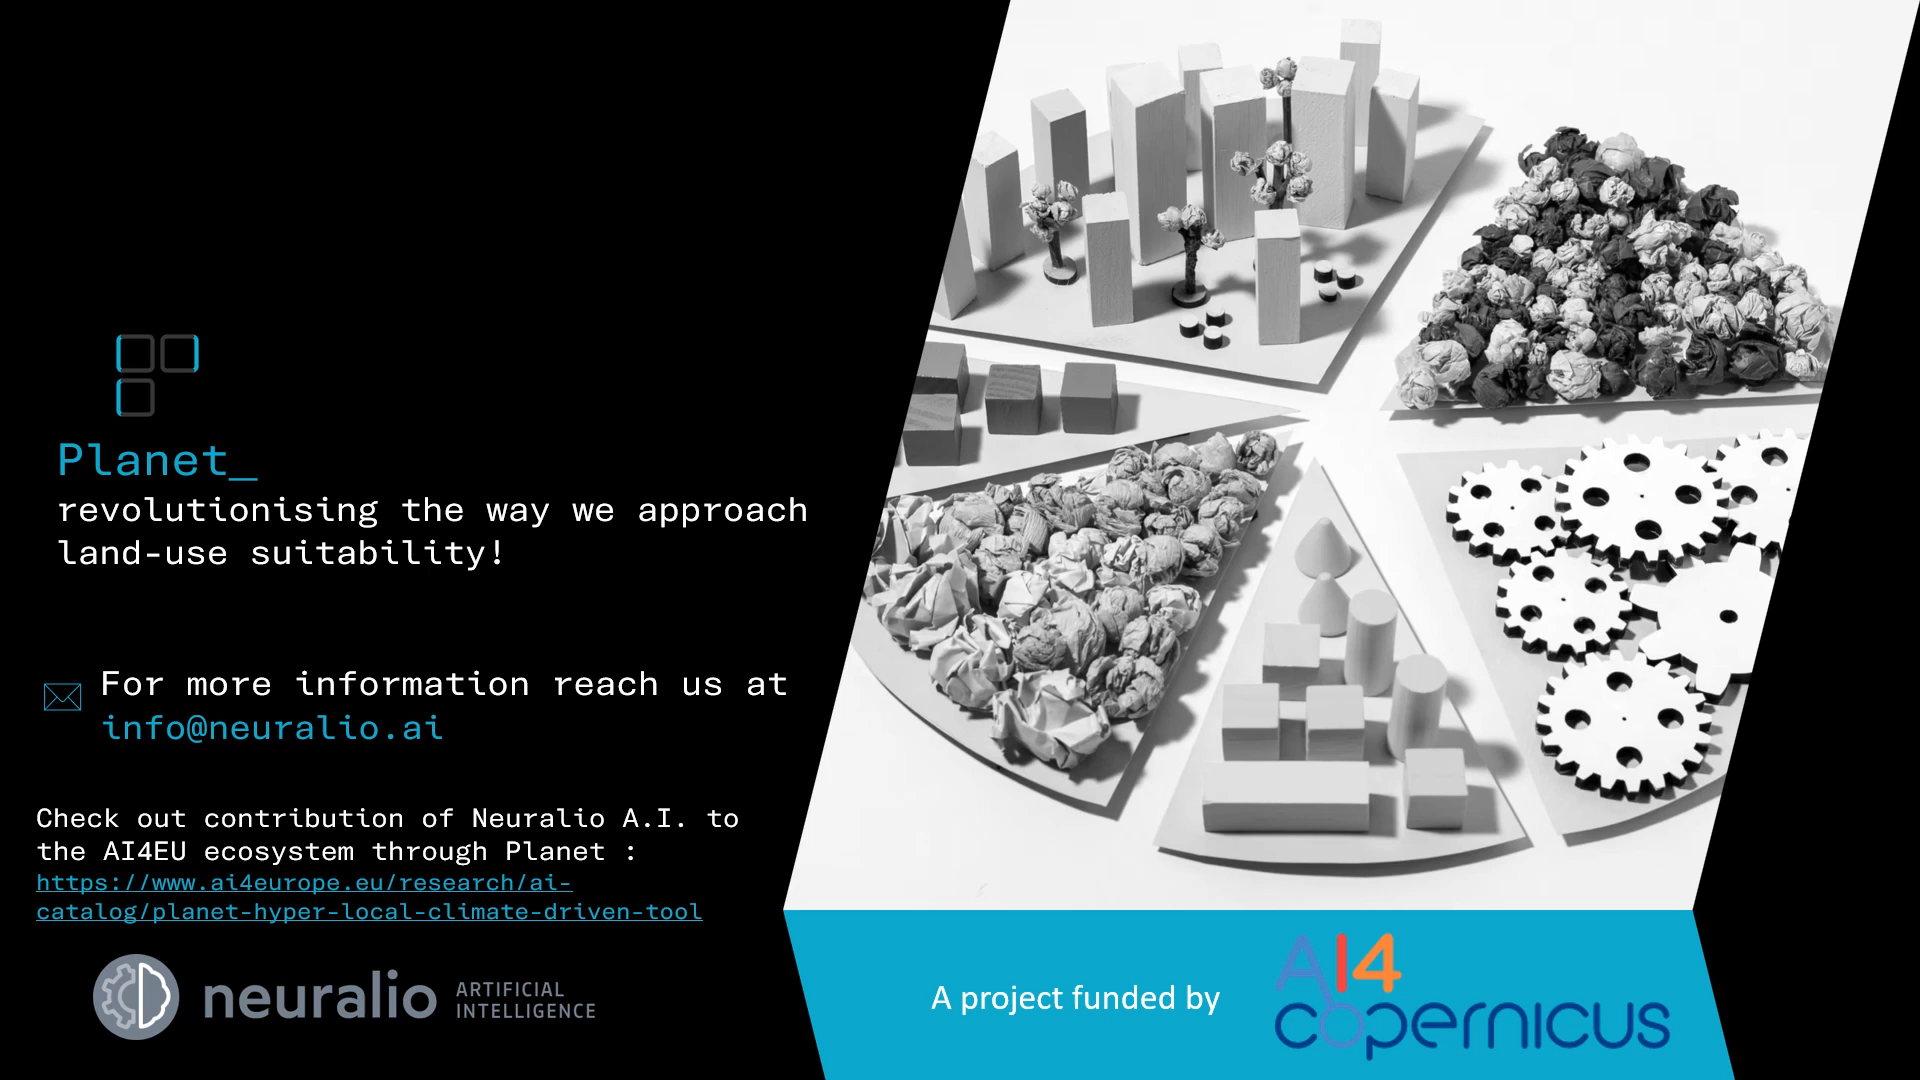 Planet_
revolutionising the way we approach
land-use suitability!
For more information reach us at
info@neuralio.ai
Check out contribution of Neuralio A.I. to
the AI4EU ecosystem through Planet :
https://www.ai4europe.eu/research/ai-
catalog/planet-hyper-local-climate-driven-tool
neuralio ARTIFICIAL
INTELLIGENCE
A project funded by
AI4
copernicus